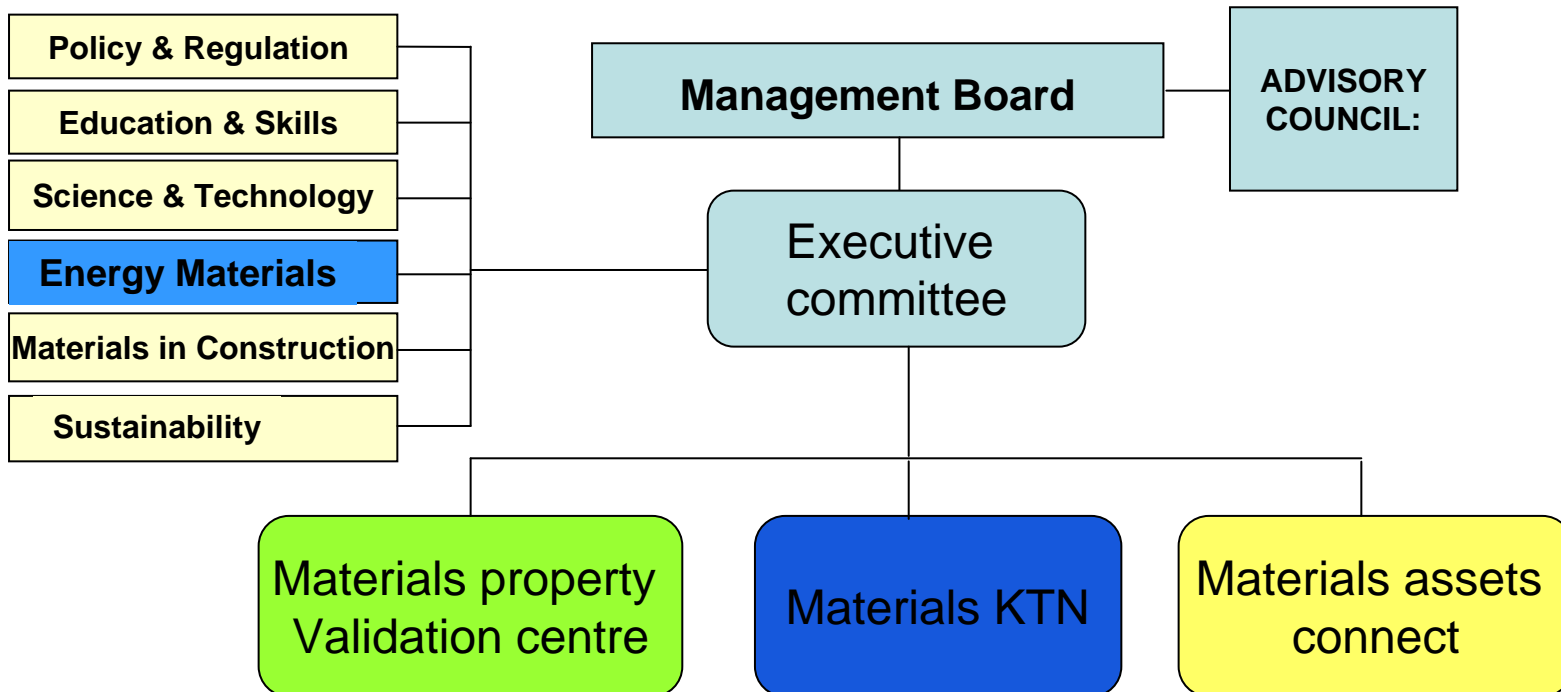 Policy & Regulation
Education & Skills
Science & Technology
Energy Materials
Materials in Construction
Sustainability
Management Board
ADVISORY
COUNCIL:
Executive
committee
Materials property
Validation centre
Materials KTN
Materials assets
connect